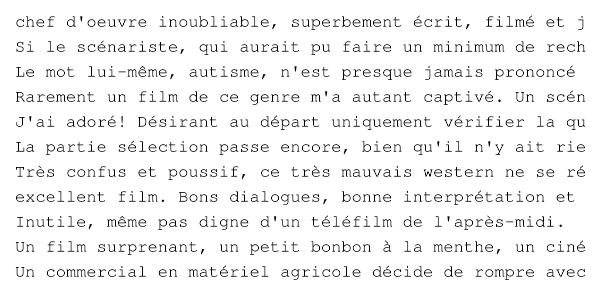 chef d'oeuvre inoubliable, superbement écrit, filmé et j
Si le scénariste, qui aurait pu faire un minimum de rech
Le mot lui-même, autisme, n'est presque jamais prononcé
Rarement un film de ce genre m'a autant captivé. Un scén
J'ai adoré! Désirant au départ uniquement vérifier la qu
La partie sélection passe encore, bien qu'il n'y ait rie
Très confus et poussif, ce très mauvais western ne se ré
excellent film. Bons dialogues, bonne interprétation et
Inutile, même pas digne d'un téléfilm de l'après-midi.
Un film surprenant, un petit bonbon à la menthe, un ciné
Un commercial en matériel agricole décide de rompre avec